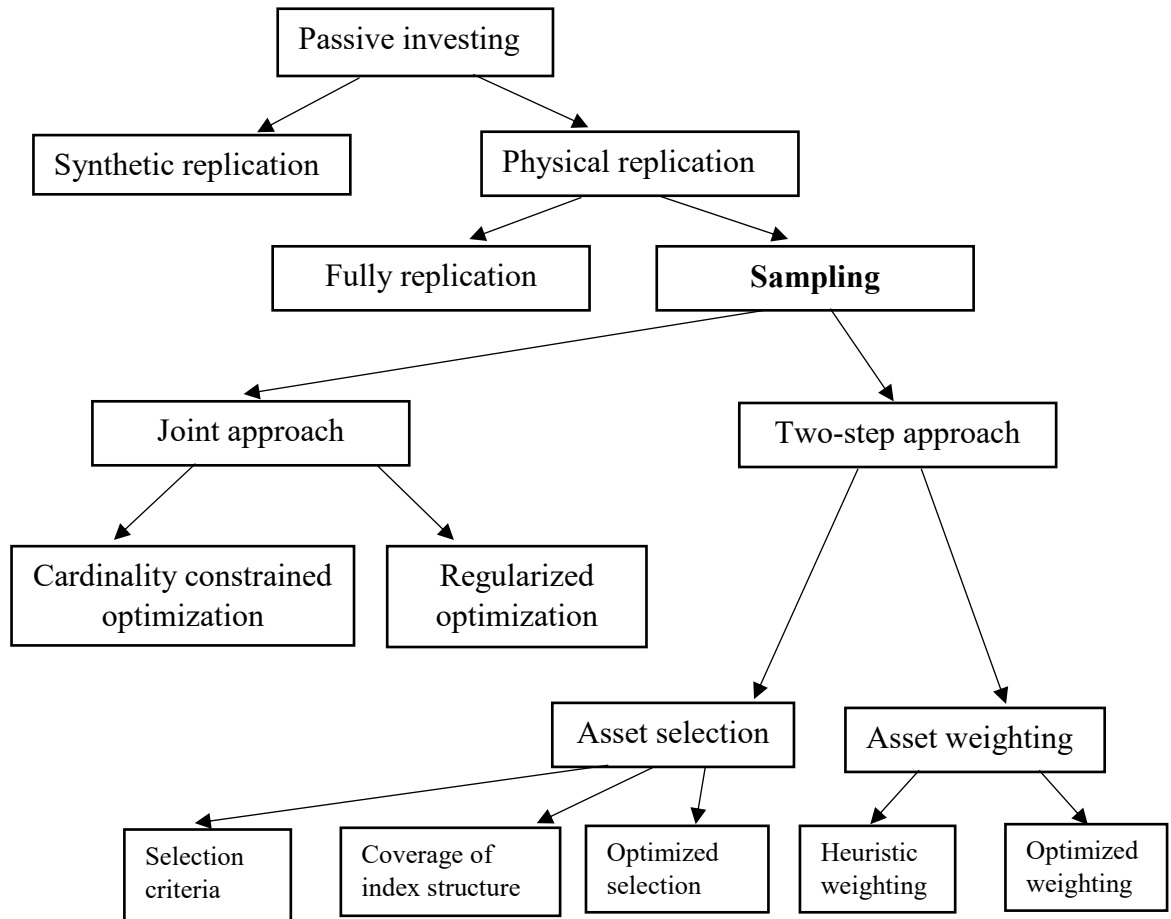 Passive investing
Synthetic replication
Physical replication
Fully replication
Sampling
Joint approach
Two-step approach
Cardinality constrained
optimization
Regularized
optimization
Asset selection
Asset weighting
Selection
criteria
Coverage of
index structure
Optimized
selection
Heuristic
weighting
Optimized
weighting